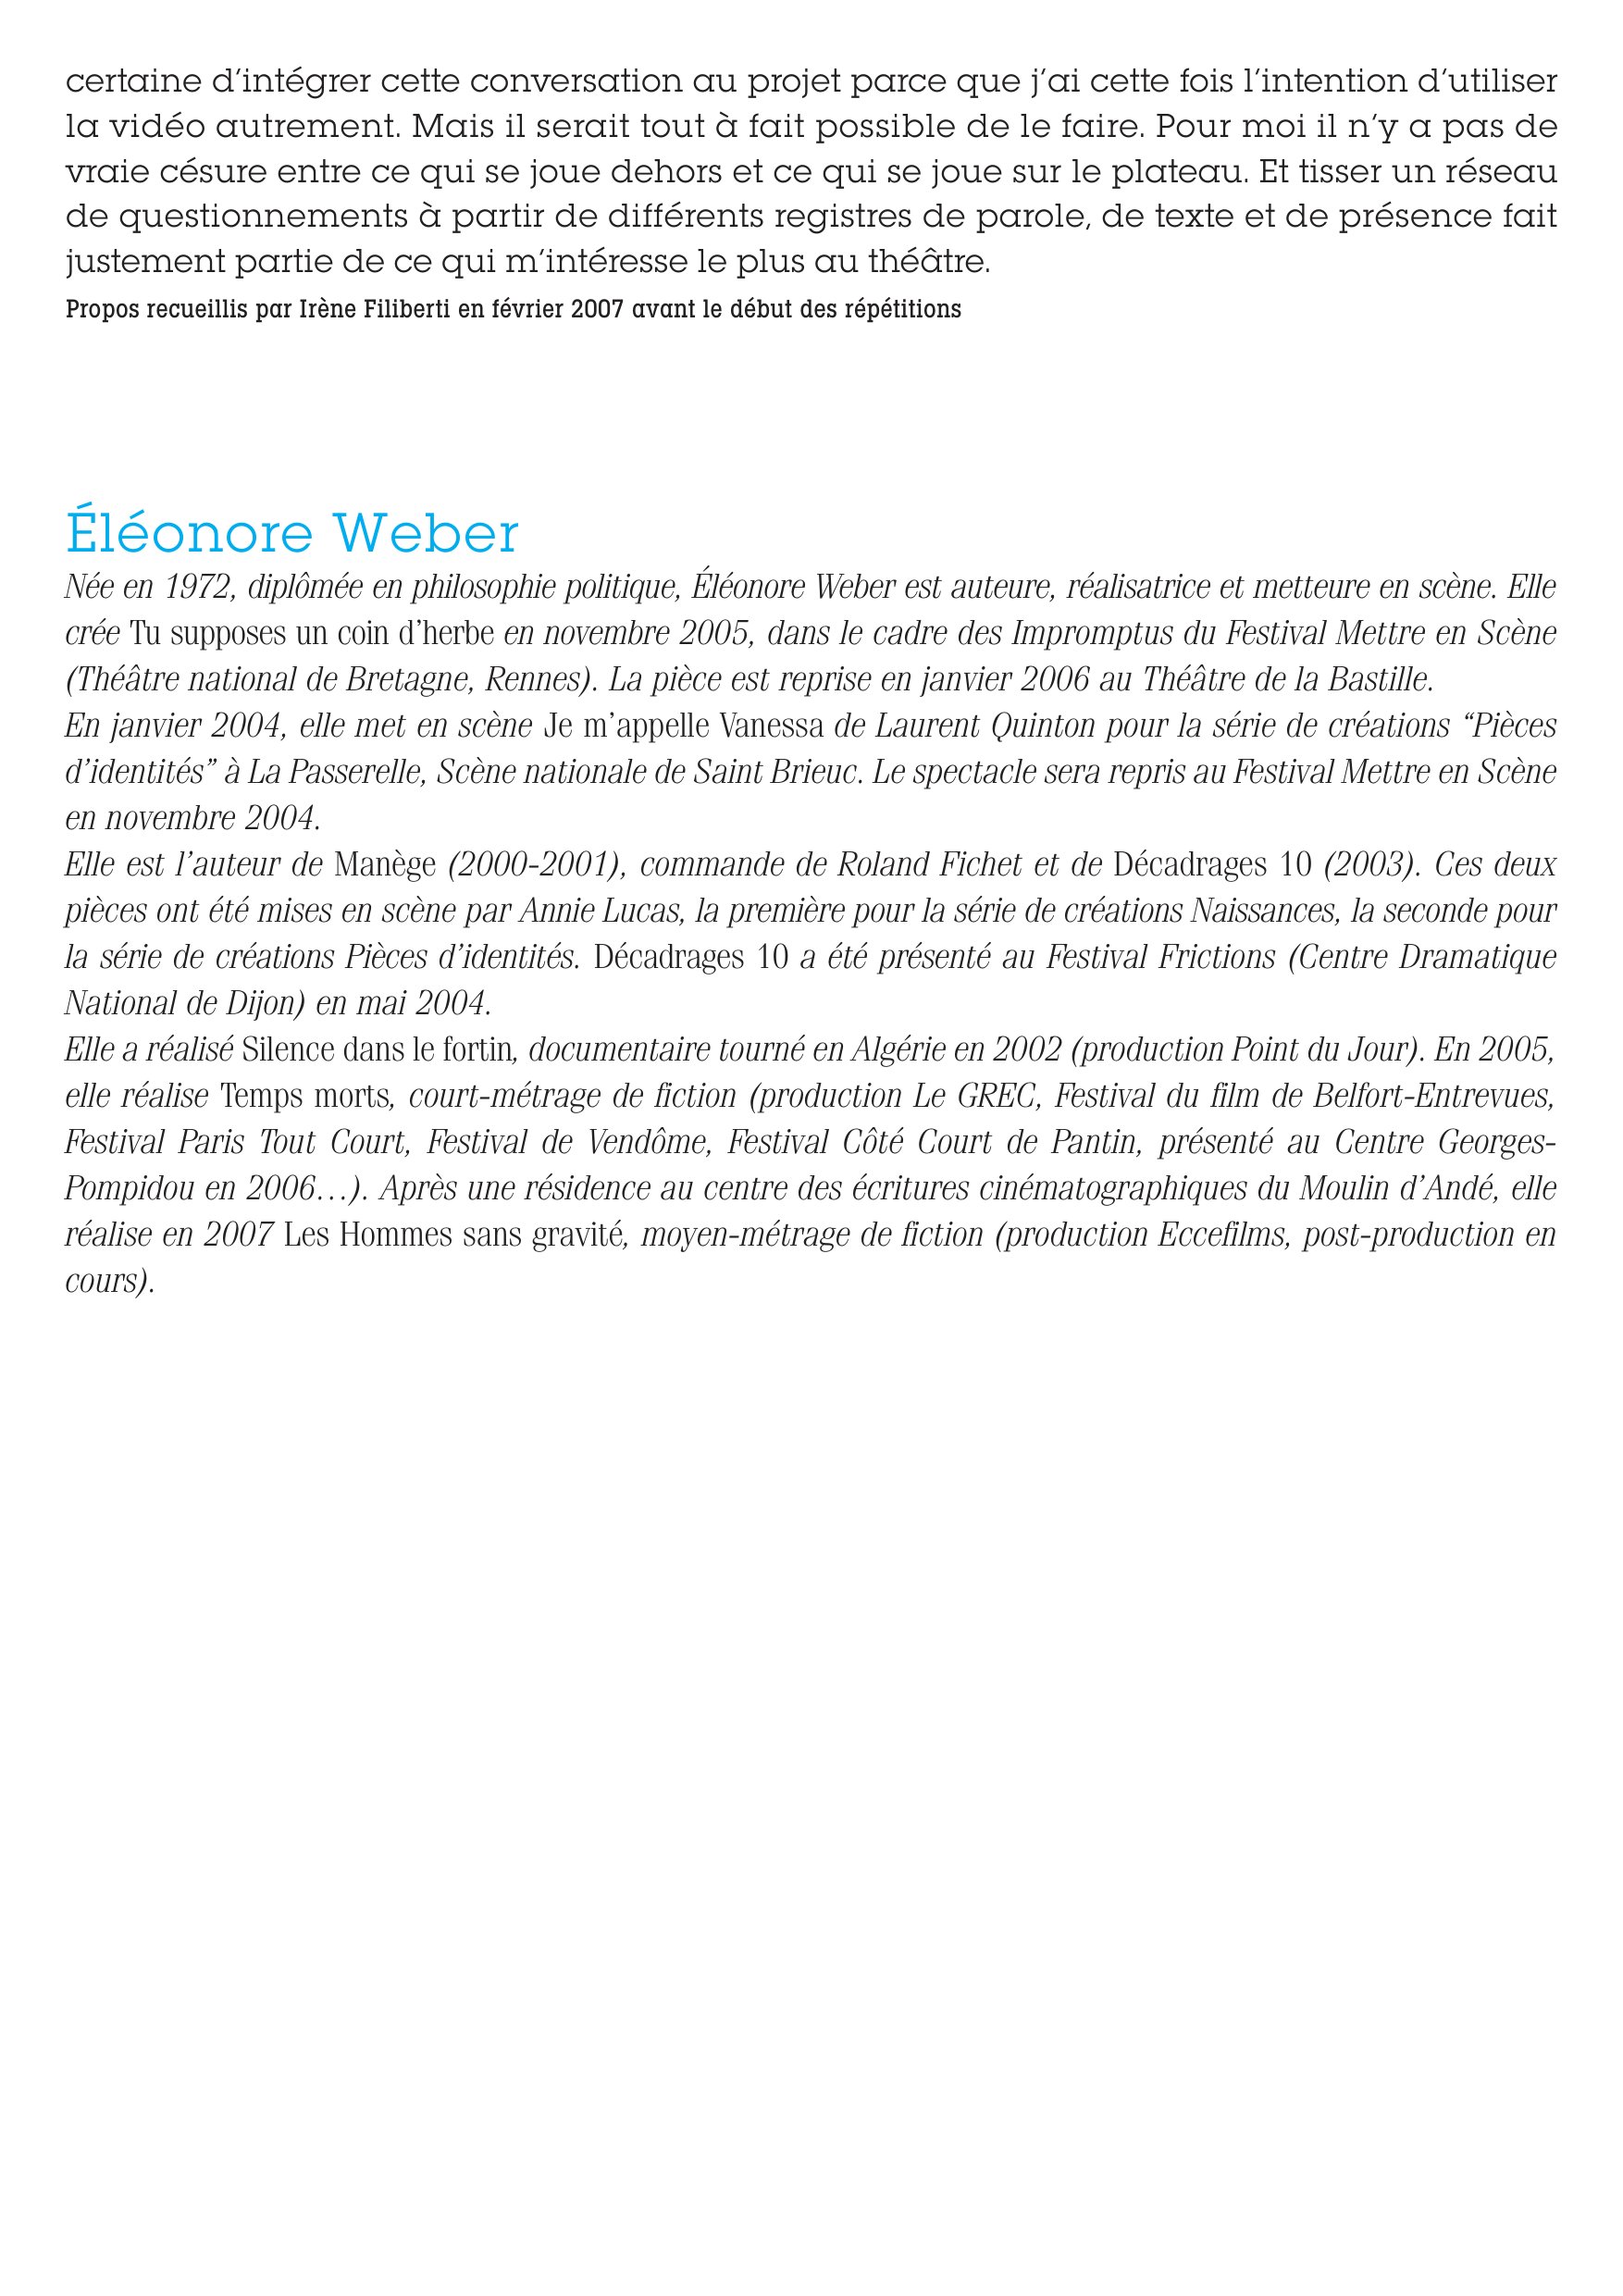 certaine d’intégrer cette conversation au projet parce que j’ai cette fois l’intention d’utiliser
la vidéo autrement. Mais il serait tout à fait possible de le faire. Pour moi il n’y a pas de
vraie césure entre ce qui se joue dehors et ce qui se joue sur le plateau. Et tisser un réseau
de questionnements à partir de différents registres de parole, de texte et de présence fait
justement partie de ce qui m’intéresse le plus au théâtre.
Propos recueillis par Irène Filiberti en février 2007 avant le début des répétitions
Éléonore Weber
Née en 1972, diplômée en philosophie politique, Éléonore Weber est auteure, réalisatrice et metteure en scène. Elle
crée Tu supposes un coin d’herbe en novembre 2005, dans le cadre des Impromptus du Festival Mettre en Scène
(Théâtre national de Bretagne, Rennes). La pièce est reprise en janvier 2006 au Théâtre de la Bastille.
En janvier 2004, elle met en scène Je m’appelle Vanessa de Laurent Quinton pour la série de créations “Pièces
d’identités” à La Passerelle, Scène nationale de Saint Brieuc. Le spectacle sera repris au Festival Mettre en Scène
en novembre 2004.
Elle est l’auteur de Manège (2000-2001), commande de Roland Fichet et de Décadrages 10 (2003). Ces deux
pièces ont été mises en scène par Annie Lucas, la première pour la série de créations Naissances, la seconde pour
la série de créations Pièces d’identités. Décadrages 10 a été présenté au Festival Frictions (Centre Dramatique
National de Dijon) en mai 2004.
Elle a réalisé Silence dans le fortin, documentaire tourné en Algérie en 2002 (production Point du Jour). En 2005,
elle réalise Temps morts, court-métrage de fiction (production Le GREC, Festival du film de Belfort-Entrevues,
Festival Paris Tout Court, Festival de Vendôme, Festival Côté Court de Pantin, présenté au Centre Georges-
Pompidou en 2006…). Après une résidence au centre des écritures cinématographiques du Moulin d’Andé, elle
réalise en 2007 Les Hommes sans gravité, moyen-métrage de fiction (production Eccefilms, post-production en
cours).